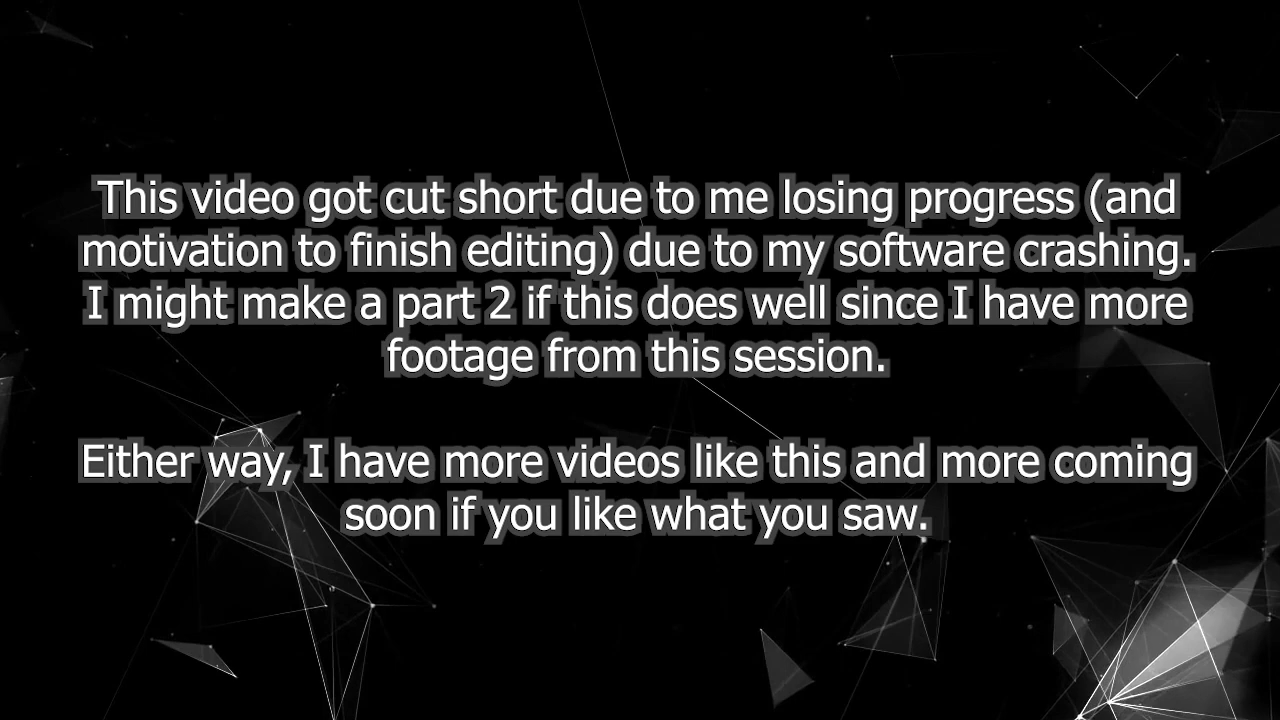 This video got cut short due to me losing progress (and
motivation to finish editing) due to my software crashing.
I might make a part 2 if this does well since I have more
footage from this session.
Either way, I have more videos like this and more coming
soon if you like what you saw.